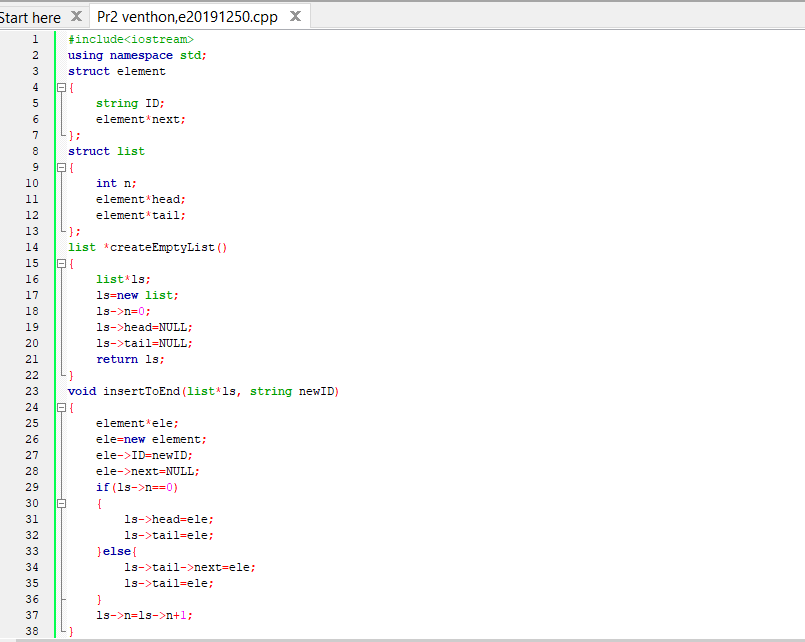 Start here X Pr2 venthon,e20191250.cpp X
1 #include<iostream>
2 using namespace std;
3 struct element
4 {
5 string ID;
6 element*next;
7 };
8 struct list
9 {
10 int n;
11 element*head;
12 element*tail;
13 };
14 list *createEmptyList()
15 {
16 list*ls;
17 ls=new list;
18 ls->n=0;
19 ls->head=NULL;
20 ls->tail=NULL;
21 return ls;
22 }
23 void insertToEnd(list*ls, string newID)
24 {
25 element*ele;
26 ele=new element;
27 ele->ID=newID;
28 ele->next=NULL;
29 if(ls->n==0)
30 {
31 ls->head=ele;
32 ls->tail=ele;
33 }else{
34 ls->tail->next=ele;
35 ls->tail=ele;
36 }
37 ls->n=ls->n+1;
38 }